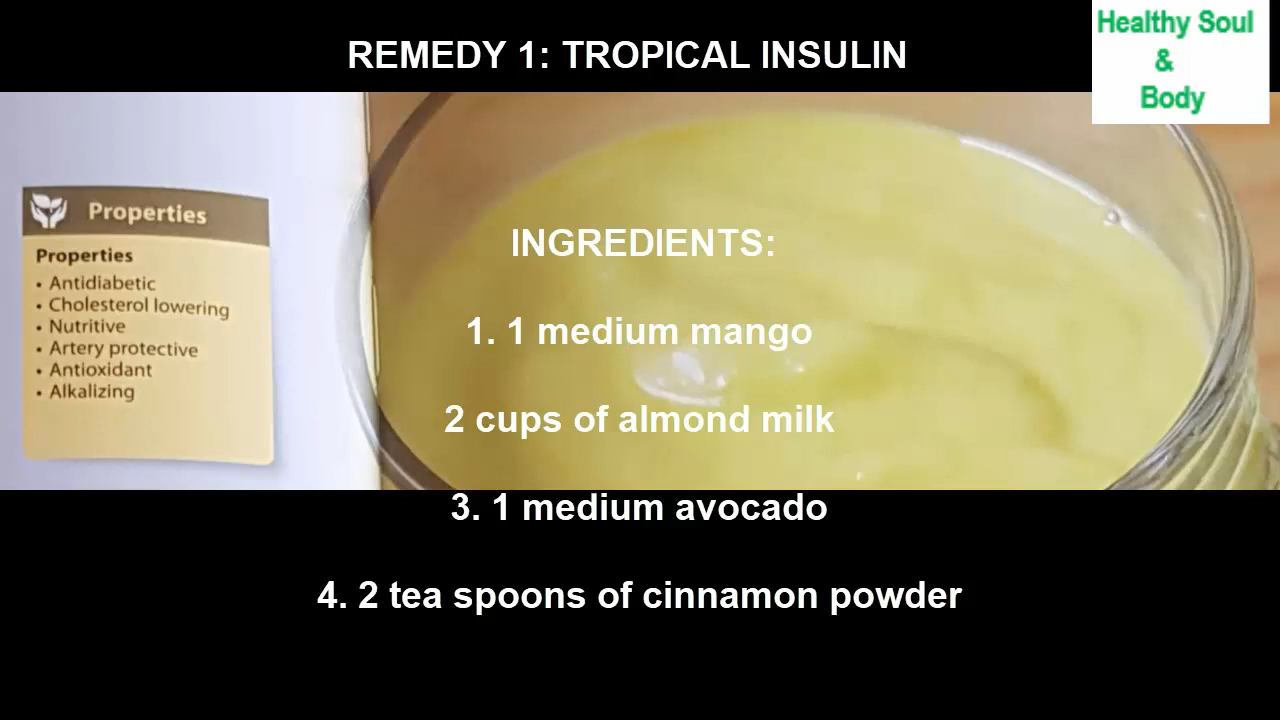 REMEDY 1: TROPICAL INSULIN
Healthy Soul
&
Body
Properties
Properties
• Antidiabetic
• Cholesterol lowering
• Nutritive
• Artery protective
• Antioxidant
• Alkalizing
INGREDIENTS:
1. 1 medium mango
2 cups of almond milk
3. 1 medium avocado
4. 2 tea spoons of cinnamon powder